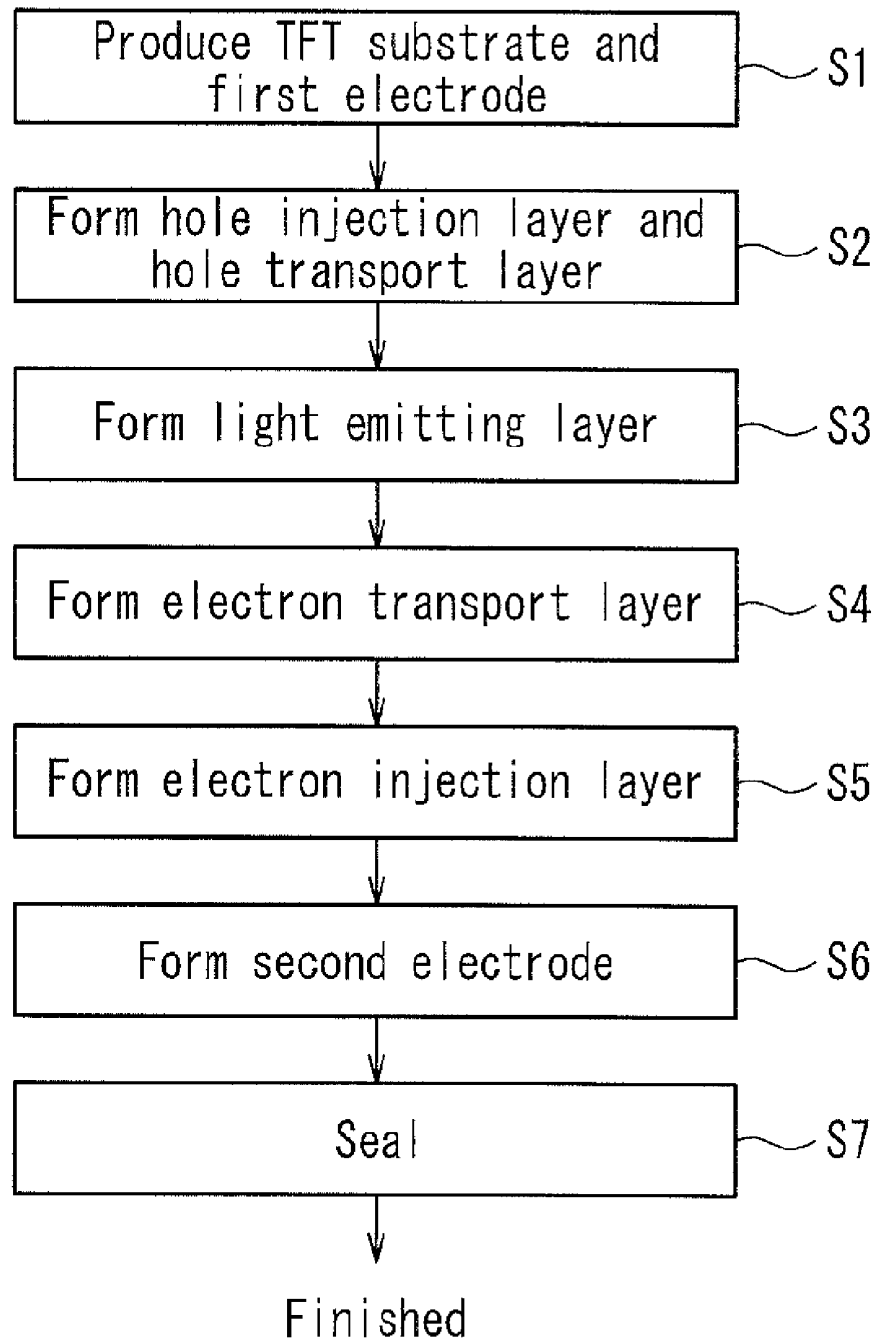 Produce TFT substrate and
first electrode
S1
Form hole injection layer and
hole transport layer
S2
Form light emitting layer
S3
Form electron transport layer
S4
Form electron injection layer
S5
Form second electrode
S6
Seal
S7
Finished